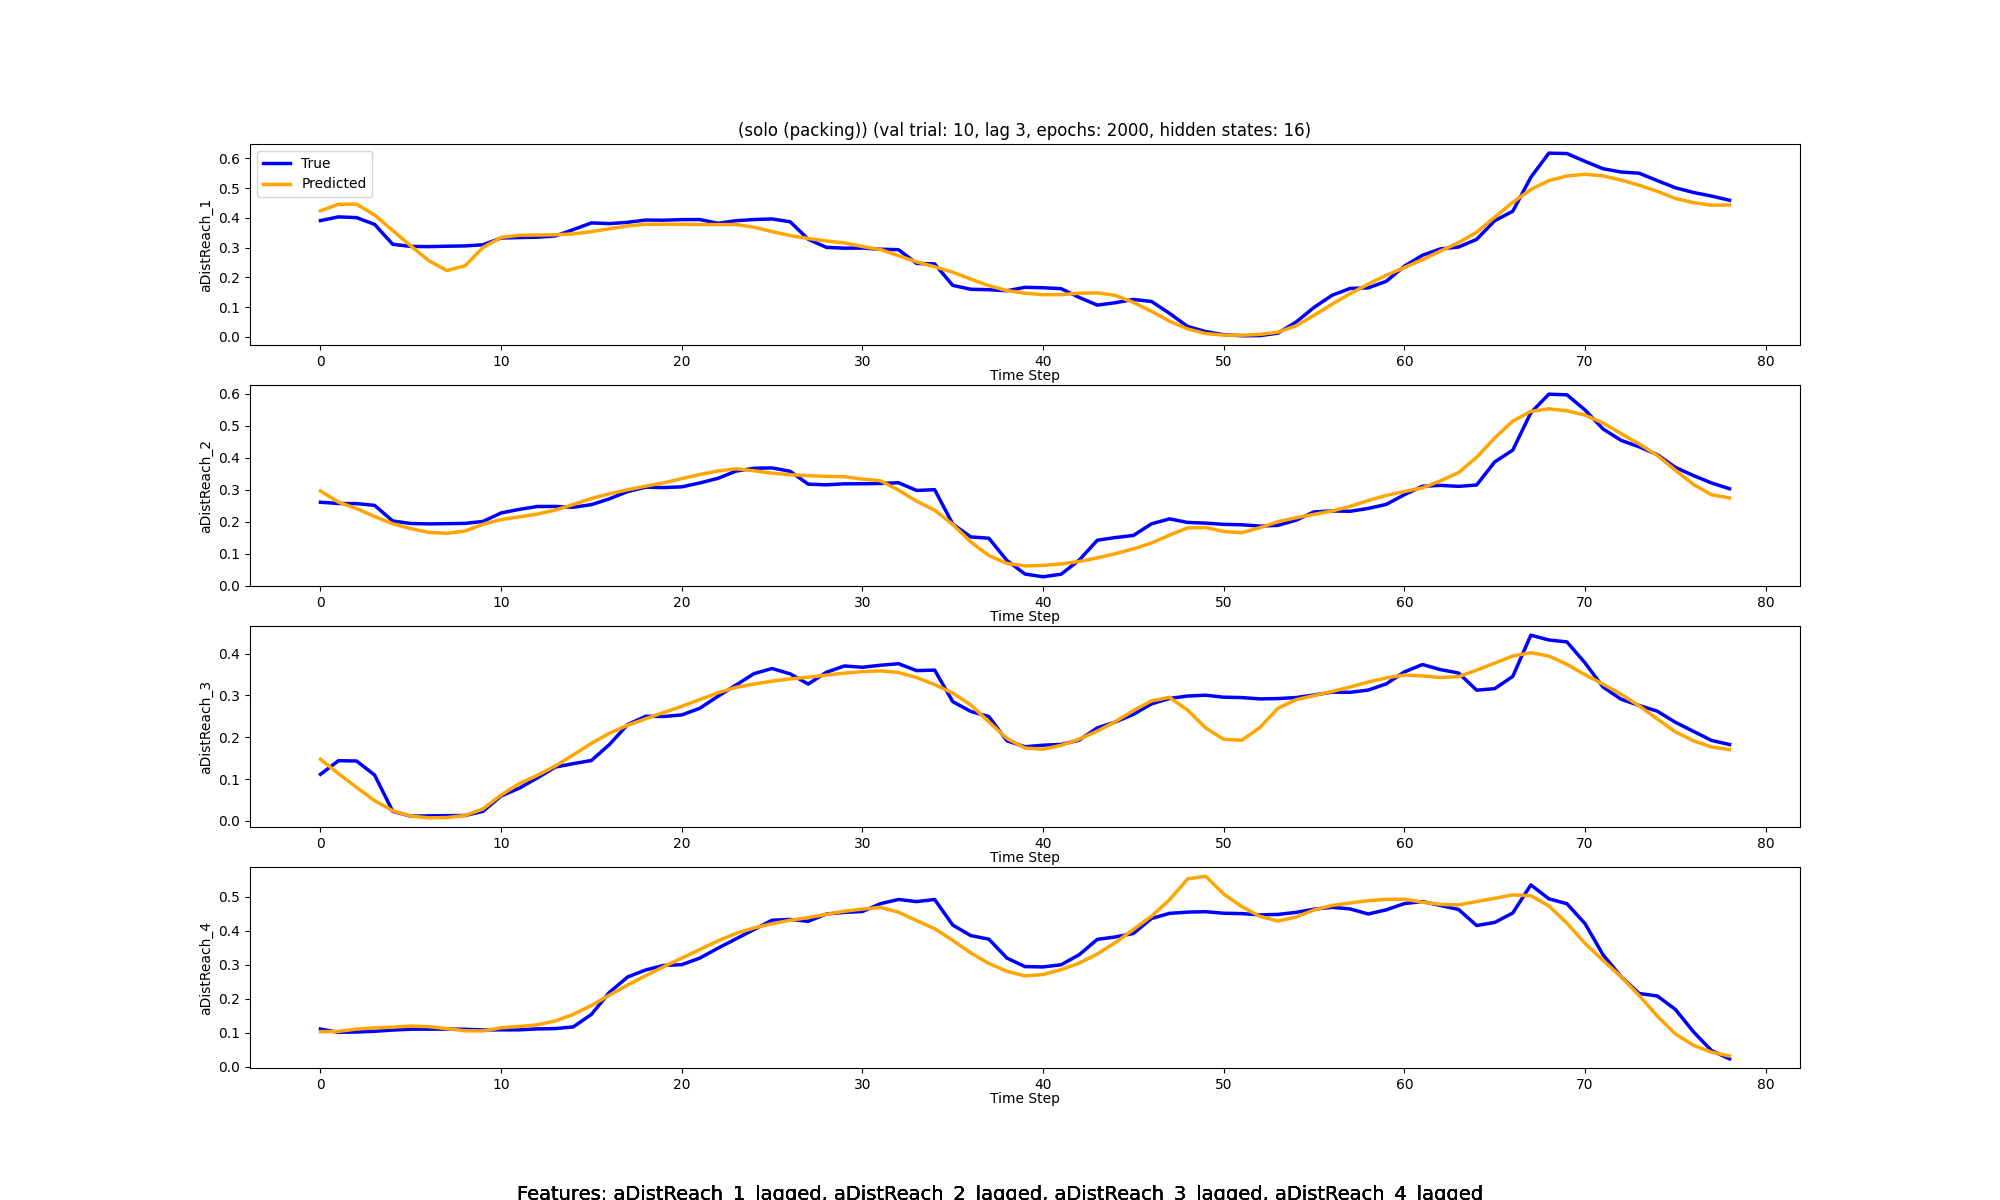 (solo (packing)) (val trial: 10, lag 3, epochs: 2000, hidden states: 16)
True
Predicted
aDistReach_1
0.6
0.5
0.4
0.3
0.2
0.1
0.0
0 10 20 30 40 50 60 70 80
Time Step
aDistReach_2
0.6
0.5
0.4
0.3
0.2
0.1
0.0
0 10 20 30 40 50 60 70 80
Time Step
aDistReach_3
0.4
0.3
0.2
0.1
0.0
0 10 20 30 40 50 60 70 80
Time Step
aDistReach_4
0.5
0.4
0.3
0.2
0.1
0.0
0 10 20 30 40 50 60 70 80
Time Step
Features: aDistReach_1_lagged, aDistReach_2_lagged, aDistReach_3_lagged, aDistReach_4_lagged